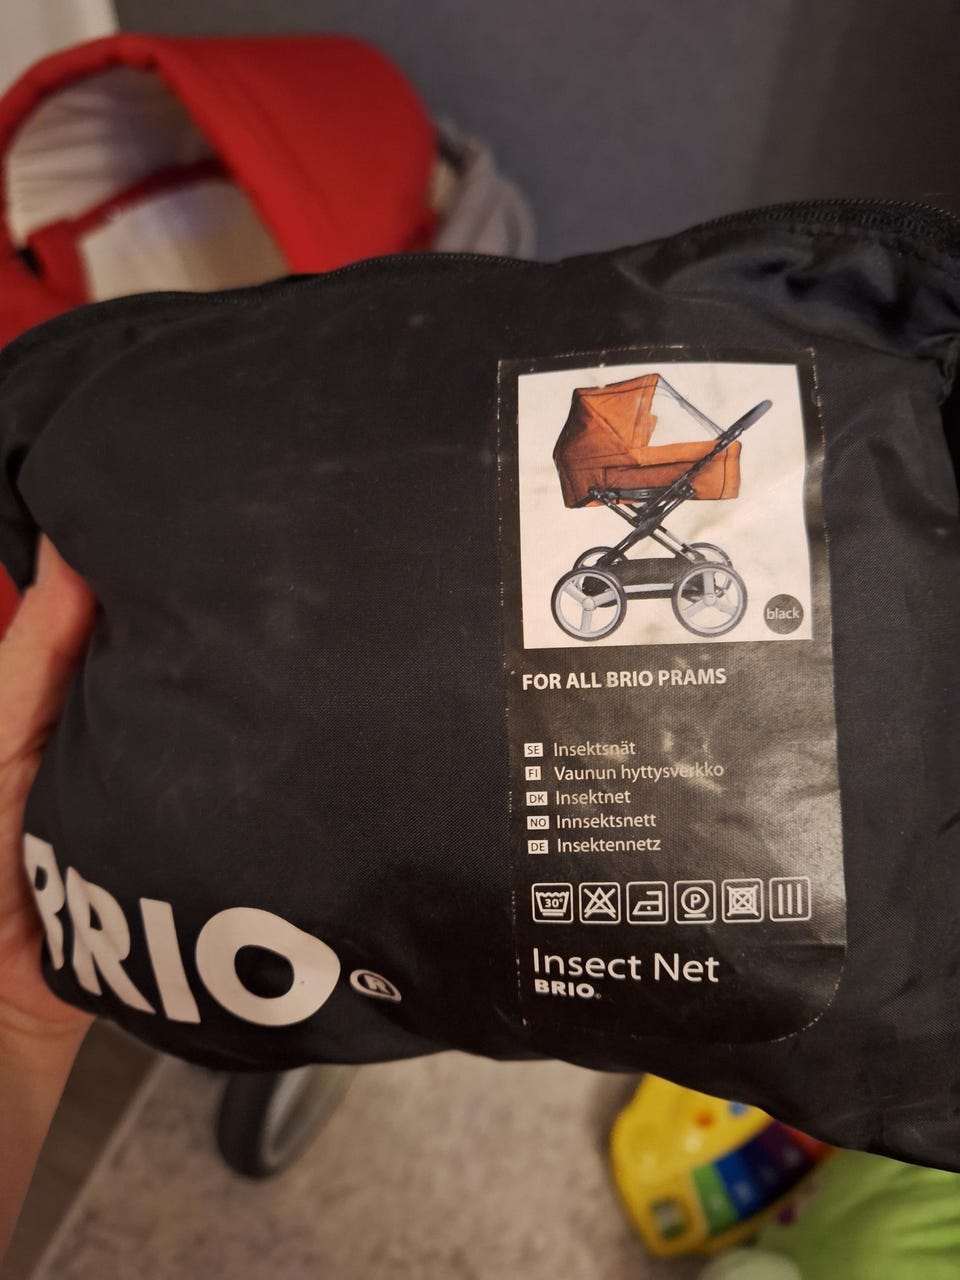 black
FOR ALL BRIO PRAMS
SE Insektsnät
FI Vaunun hyttysverkko
DK Insektnet
NO Innsektsnett
DE Insektennetz
30°
P
Insect Net
BRIO®
BRIO®